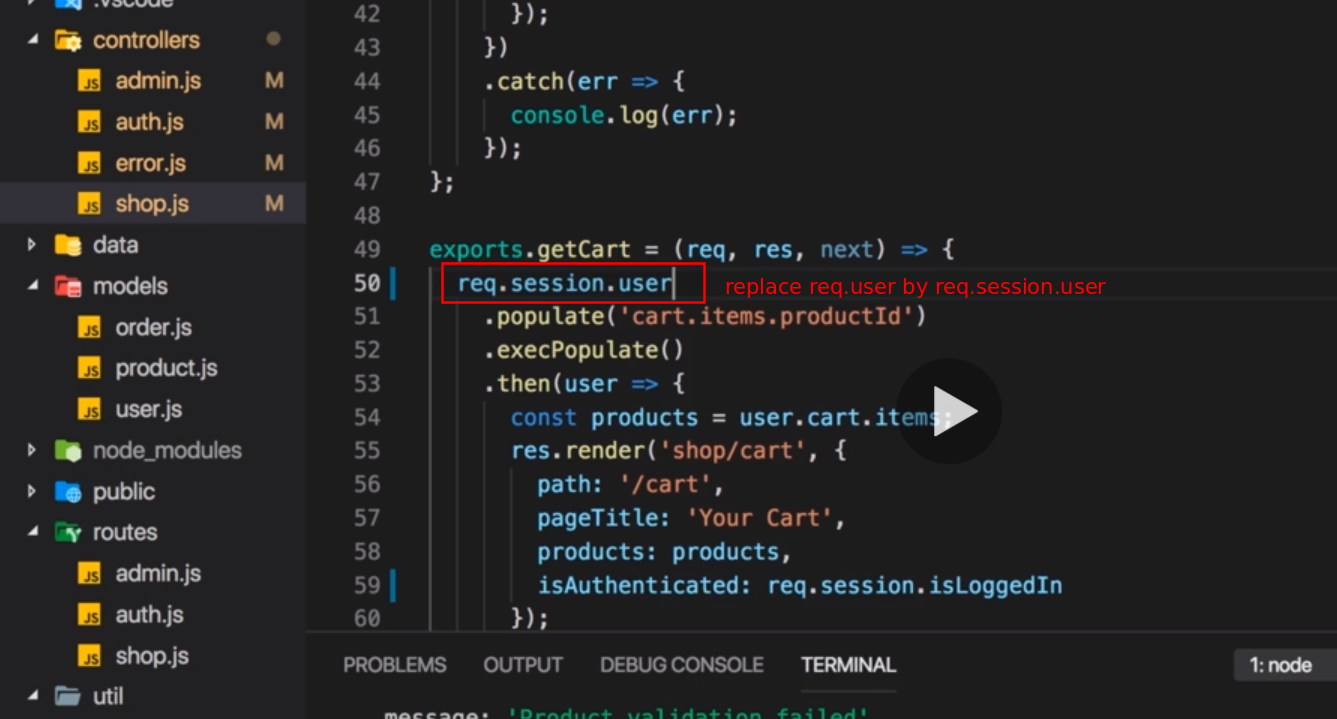 .vscode
controllers
admin.js M
auth.js M
error.js M
shop.js M
data
models
order.js
product.js
user.js
node_modules
public
routes
admin.js
auth.js
shop.js
util
42 });
43 })
44 .catch(err => {
45 console.log(err);
46 });
47 };
48
49 exports.getCart = (req, res, next) => {
50 req.session.user replace req.user by req.session.user
51 .populate('cart.items.productId')
52 .execPopulate()
53 .then(user => {
54 const products = user.cart.items;
55 res.render('shop/cart', {
56 path: '/cart',
57 pageTitle: 'Your Cart',
58 products: products,
59 isAuthenticated: req.session.isLoggedIn
60 });
PROBLEMS OUTPUT DEBUG CONSOLE TERMINAL 1: node
message: 'Product validation failed'